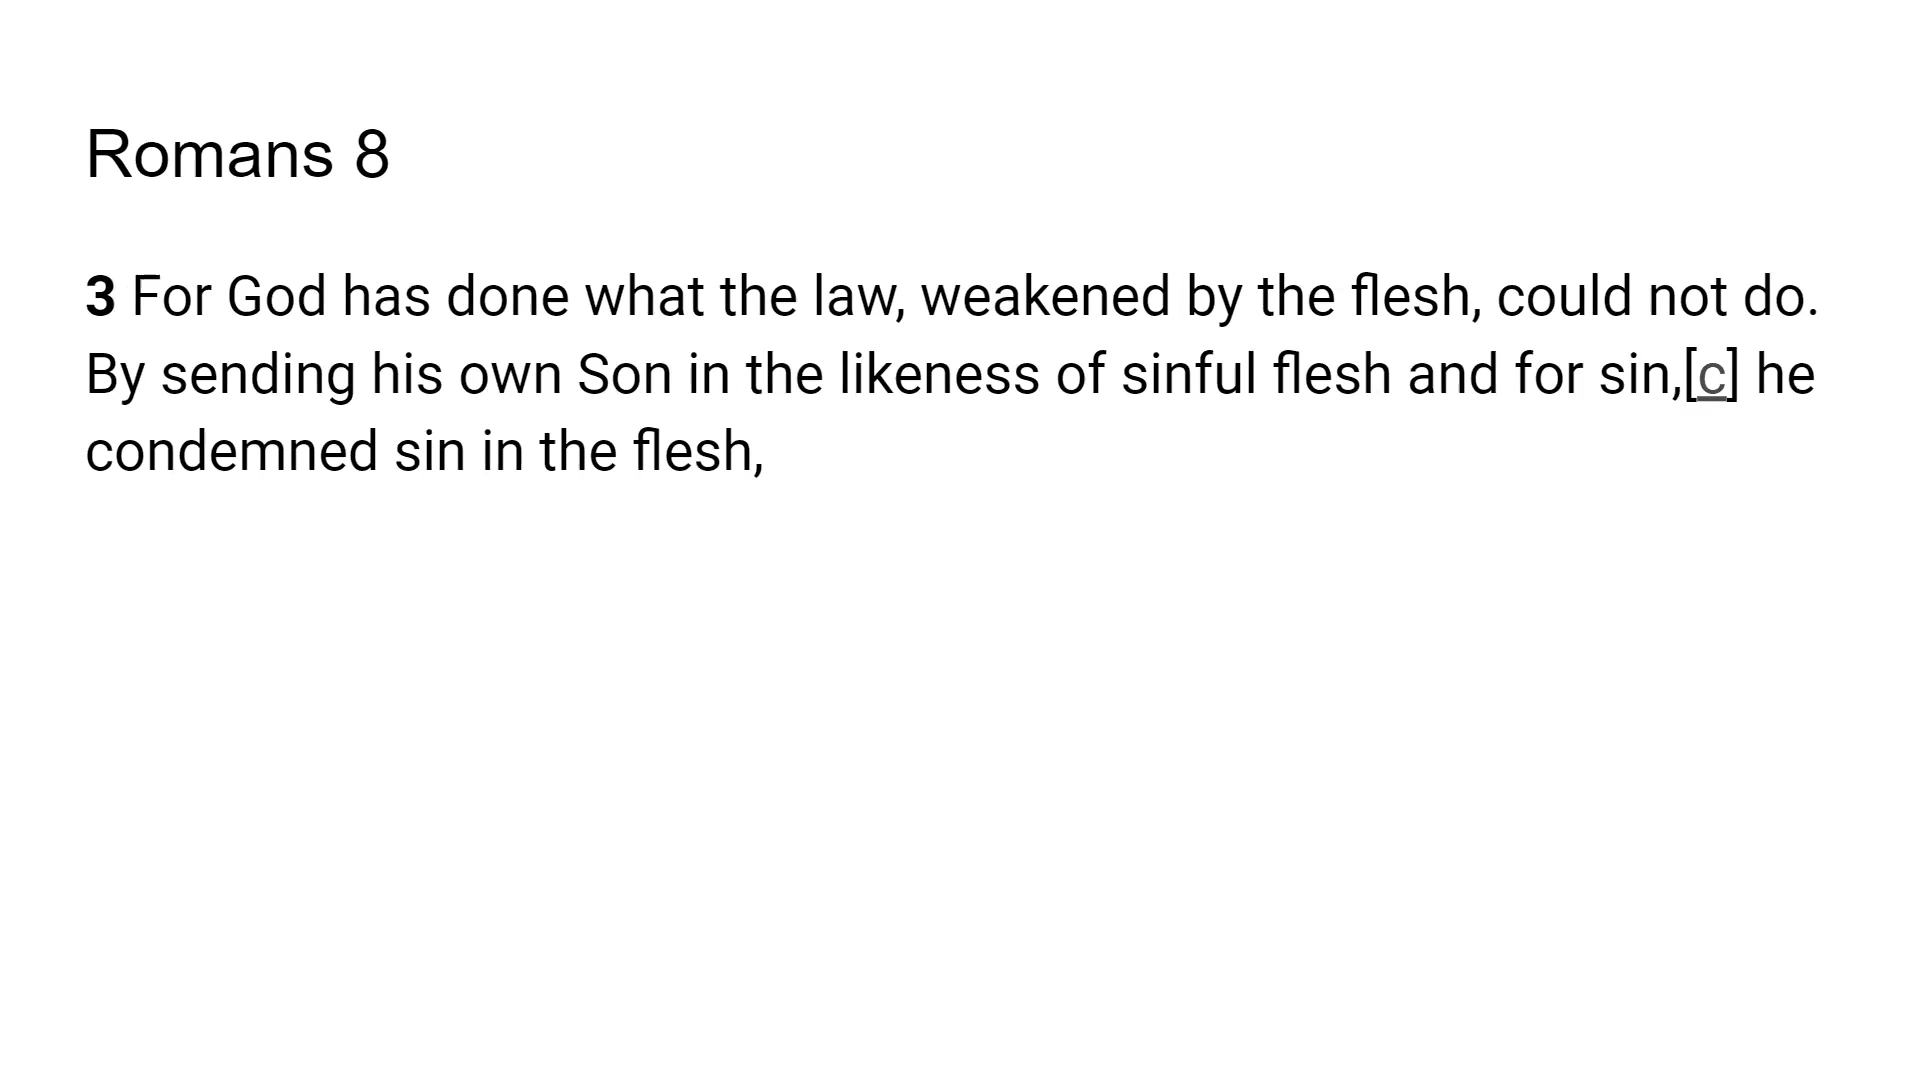 Romans 8
3 For God has done what the law, weakened by the flesh, could not do.
By sending his own Son in the likeness of sinful flesh and for sin,[c] he
condemned sin in the flesh,